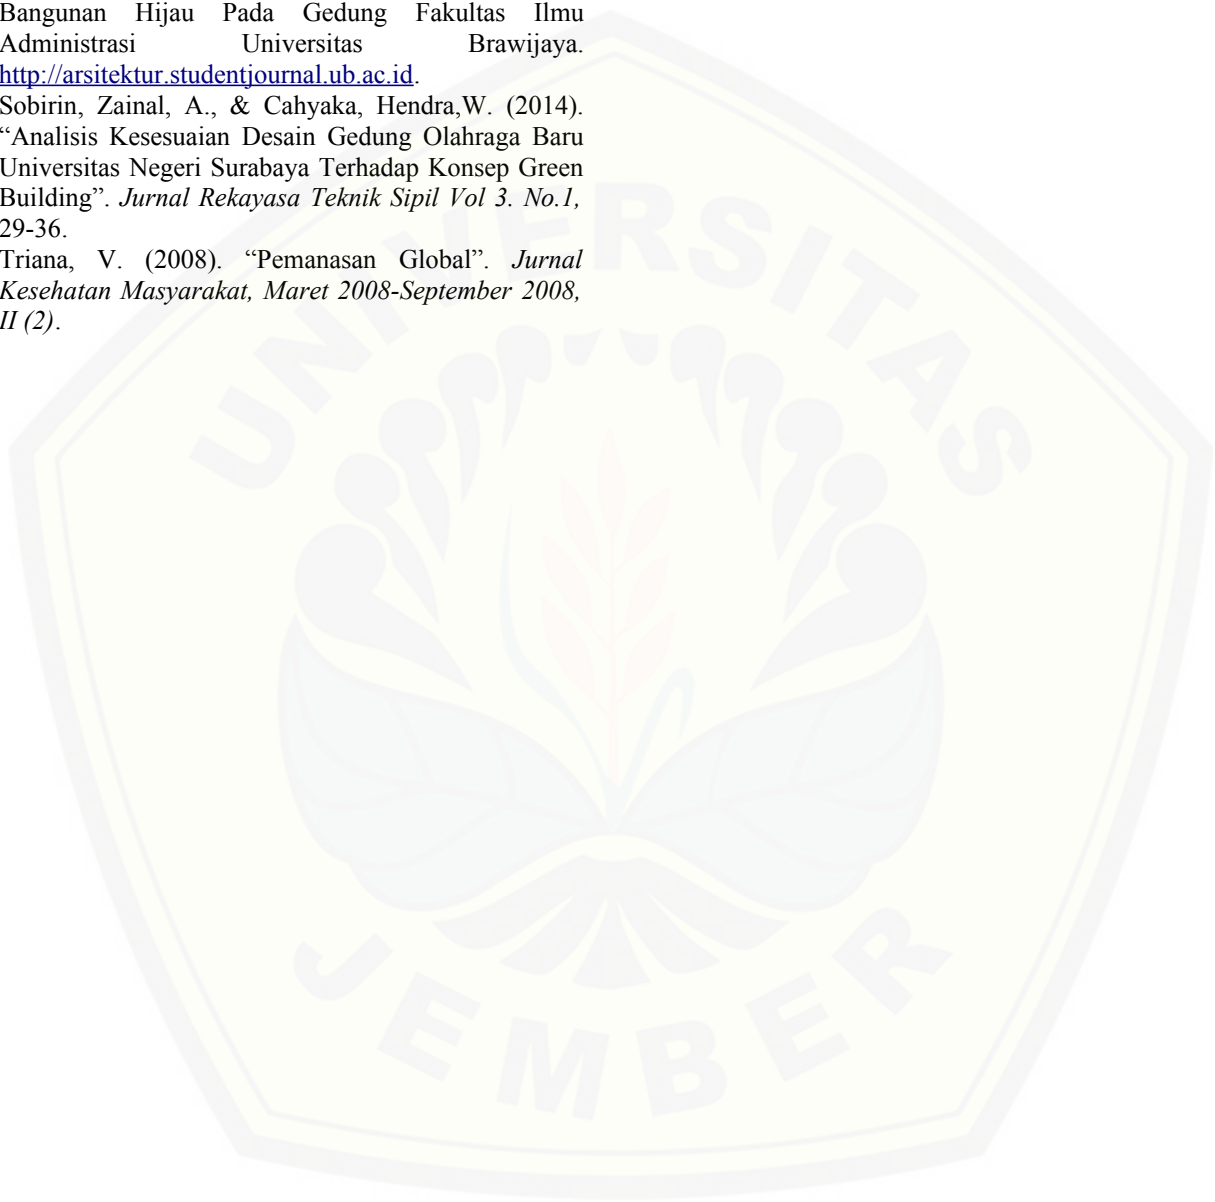 Bangunan Hijau Pada Gedung Fakultas Ilmu
Administrasi Universitas Brawijaya.
http://arsitektur.studentjournal.ub.ac.id.
Sobirin, Zainal, A., & Cahyaka, Hendra,W. (2014).
“Analisis Kesesuaian Desain Gedung Olahraga Baru
Universitas Negeri Surabaya Terhadap Konsep Green
Building”. Jurnal Rekayasa Teknik Sipil Vol 3. No.1,
29-36.
Triana, V. (2008). “Pemanasan Global”. Jurnal
Kesehatan Masyarakat, Maret 2008-September 2008,
II (2).
UNIVERSITAS
JEMBER